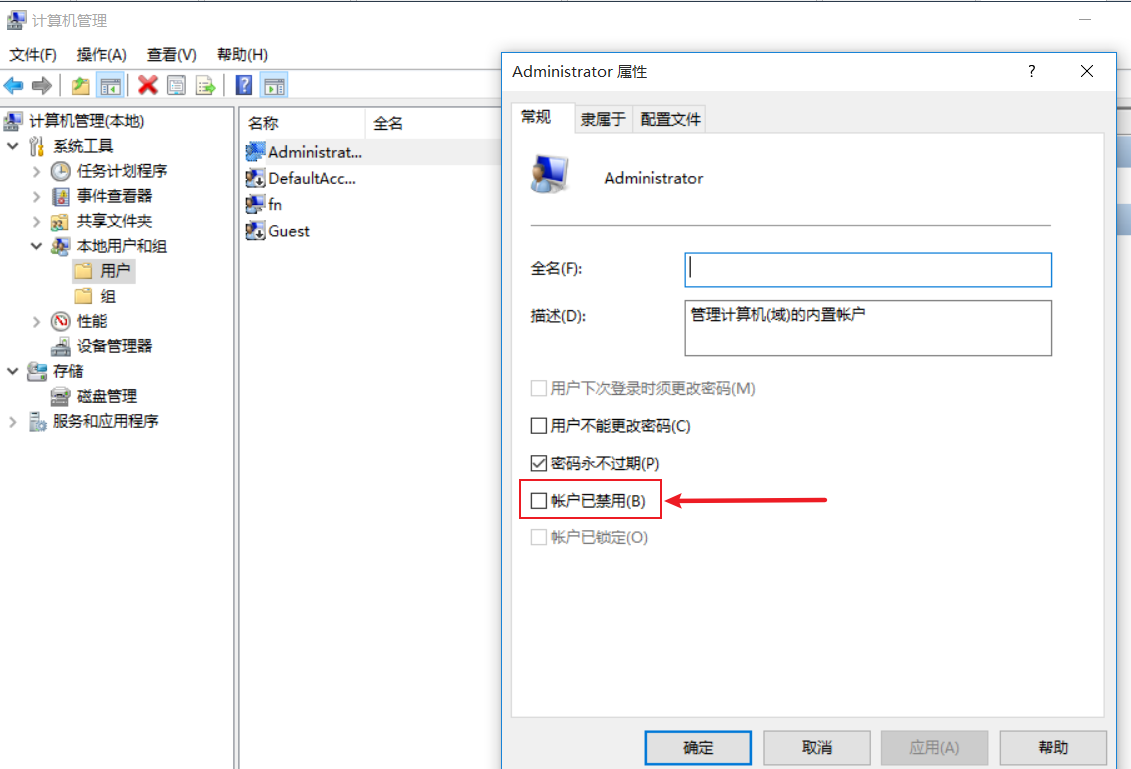 计算机管理
文件(F) 操作(A) 查看(V) 帮助(H)
计算机管理(本地)
系统工具
任务计划程序
事件查看器
共享文件夹
本地用户和组
用户
组
性能
设备管理器
存储
磁盘管理
服务和应用程序
名称 全名
Administrat...
DefaultAcc...
fn
Guest
Administrator 属性
常规 隶属于 配置文件
Administrator
全名(F):
描述(D): 管理计算机(域)的内置帐户
用户下次登录时须更改密码(M)
用户不能更改密码(C)
密码永不过期(P)
帐户已禁用(B)
帐户已锁定(O)
确定 取消 应用(A) 帮助